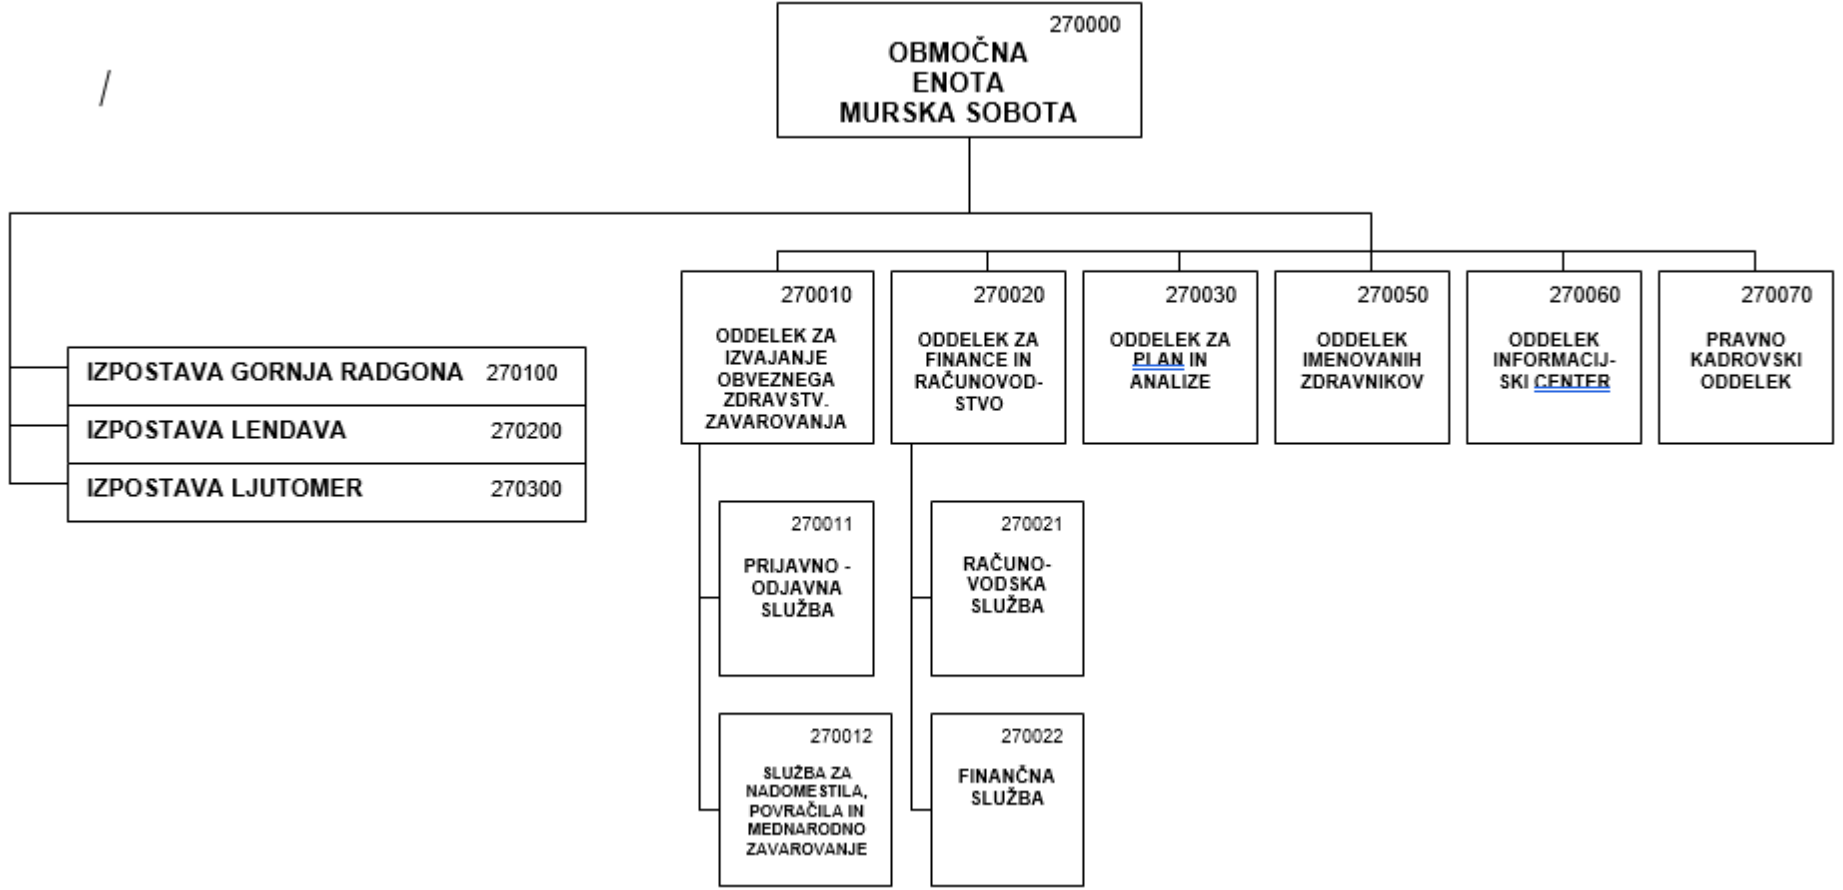 /
270000
OBMOČNA
ENOTA
MURSKA SOBOTA
IZPOSTAVA GORNJA RADGONA 270100
IZPOSTAVA LENDAVA 270200
IZPOSTAVA LJUTOMER 270300
270010
ODDELEK ZA
IZVAJANJE
OBVEZNEGA
ZDRAVSTV.
ZAVAROVANJA
270020
ODDELEK ZA
FINANCE IN
RAČUNOVOD-
STVO
270030
ODDELEK ZA
PLAN IN
ANALIZE
270050
ODDELEK
IMENOVANIH
ZDRAVNIKOV
270060
ODDELEK
INFORMACIJ-
SKI CENTER
270070
PRAVNO
KADROVSKI
ODDELEK
270011
PRIJAVNO -
ODJAVNA
SLUŽBA
270021
RAČUNO-
VODSKA
SLUŽBA
270012
SLUŽBA ZA
NADOMESTILA,
POVRAČILA IN
MEDNARODNO
ZAVAROVANJE
270022
FINANČNA
SLUŽBA